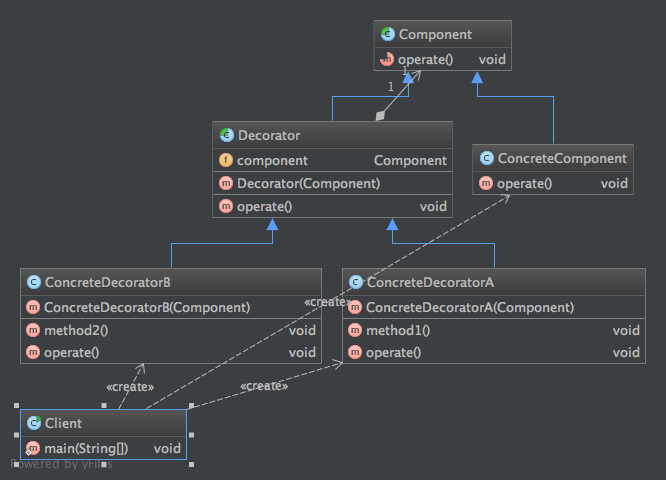 Component
operate() void
1
1
Decorator
component Component
Decorator(Component)
operate() void
ConcreteComponent
operate() void
ConcreteDecoratorB
ConcreteDecoratorB(Component)
method2() void
operate() void
ConcreteDecoratorA
ConcreteDecoratorA(Component)
method1() void
operate() void
«create»
«create»
«create»
Client
main(String[]) void
Powered by yFiles